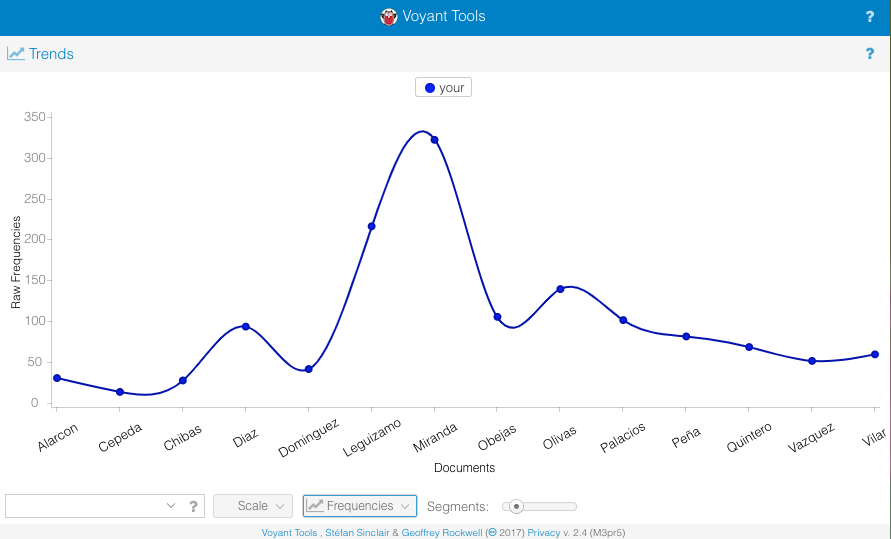 Voyant Tools
?
Trends
?
your
350
300
250
200
150
100
50
0
Raw Frequencies
Alarcon
Cepeda
Chibas
Diaz
Dominguez
Leguizamo
Miranda
Obejas
Olivas
Palacios
Peña
Quintero
Vazquez
Vilar
Documents
?
Scale
Frequencies
Segments:
Voyant Tools , Stéfan Sinclair & Geoffrey Rockwell (🅭 2017) Privacy v. 2.4 (M3pr5)